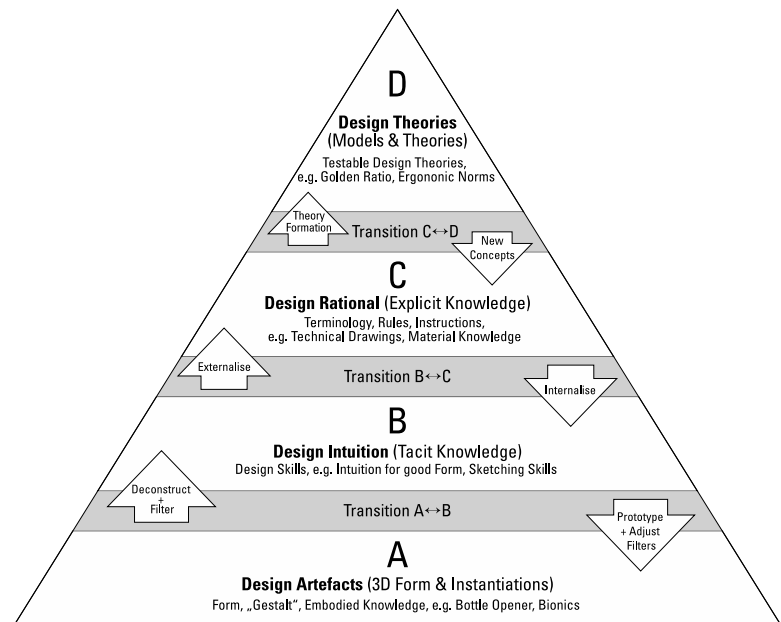 D
Design Theories
(Models & Theories)
Testable Design Theories,
e.g. Golden Ratio, Ergononic Norms
Theory
Formation
Transition C↔D
New
Concepts
C
Design Rational (Explicit Knowledge)
Terminology, Rules, Instructions,
e.g. Technical Drawings, Material Knowledge
Externalise
Transition B↔C
Internalise
B
Design Intuition (Tacit Knowledge)
Design Skills, e.g. Intuition for good Form, Sketching Skills
Deconstruct
+
Filter
Transition A↔B
Prototype
+ Adjust
Filters
A
Design Artefacts (3D Form & Instantiations)
Form, „Gestalt", Embodied Knowledge, e.g. Bottle Opener, Bionics